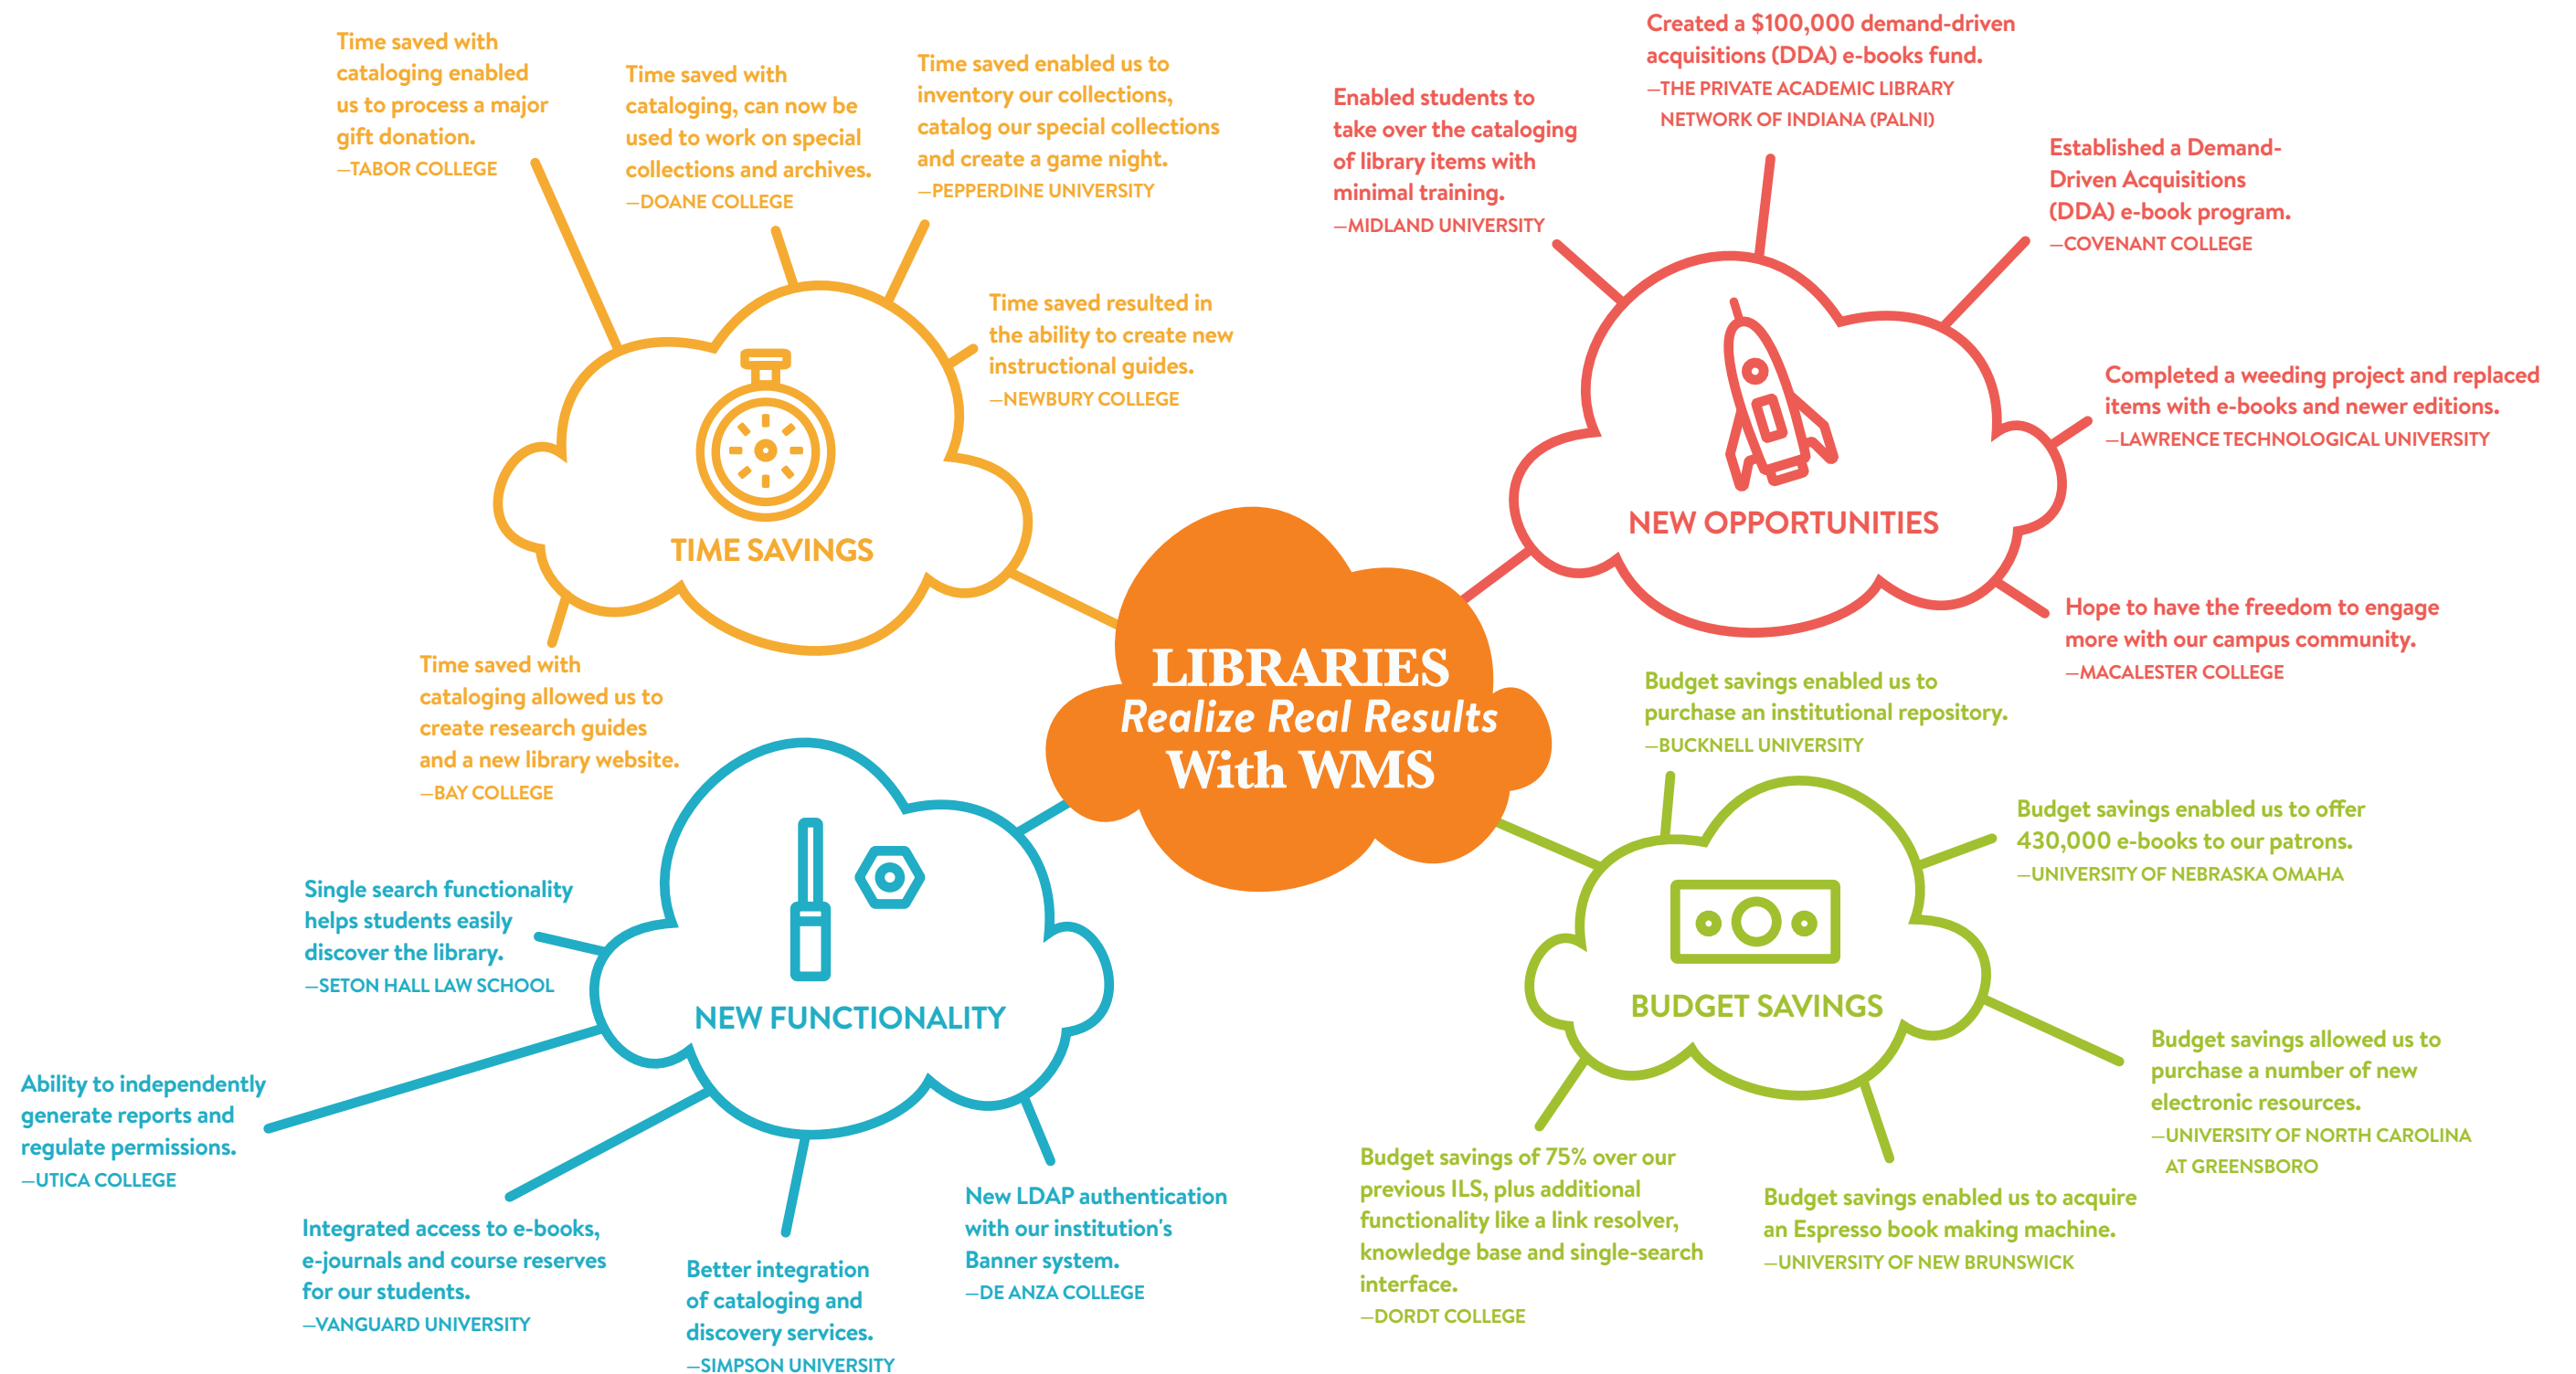 LIBRARIES
Realize Real Results
With WMS
TIME SAVINGS
Time saved with
cataloging enabled
us to process a major
gift donation.
—TABOR COLLEGE
Time saved with
cataloging, can now be
used to work on special
collections and archives.
—DOANE COLLEGE
Time saved enabled us to
inventory our collections,
catalog our special collections
and create a game night.
—PEPPERDINE UNIVERSITY
Time saved resulted in
the ability to create new
instructional guides.
—NEWBURY COLLEGE
Time saved with
cataloging allowed us to
create research guides
and a new library website.
—BAY COLLEGE
NEW OPPORTUNITIES
Enabled students to
take over the cataloging
of library items with
minimal training.
—MIDLAND UNIVERSITY
Created a $100,000 demand-driven
acquisitions (DDA) e-books fund.
—THE PRIVATE ACADEMIC LIBRARY
NETWORK OF INDIANA (PALNI)
Established a Demand-
Driven Acquisitions
(DDA) e-book program.
—COVENANT COLLEGE
Completed a weeding project and replaced
items with e-books and newer editions.
—LAWRENCE TECHNOLOGICAL UNIVERSITY
Hope to have the freedom to engage
more with our campus community.
—MACALESTER COLLEGE
NEW FUNCTIONALITY
Single search functionality
helps students easily
discover the library.
—SETON HALL LAW SCHOOL
Ability to independently
generate reports and
regulate permissions.
—UTICA COLLEGE
Integrated access to e-books,
e-journals and course reserves
for our students.
—VANGUARD UNIVERSITY
Better integration
of cataloging and
discovery services.
—SIMPSON UNIVERSITY
New LDAP authentication
with our institution's
Banner system.
—DE ANZA COLLEGE
BUDGET SAVINGS
Budget savings enabled us to
purchase an institutional repository.
—BUCKNELL UNIVERSITY
Budget savings enabled us to offer
430,000 e-books to our patrons.
—UNIVERSITY OF NEBRASKA OMAHA
Budget savings allowed us to
purchase a number of new
electronic resources.
—UNIVERSITY OF NORTH CAROLINA
AT GREENSBORO
Budget savings enabled us to acquire
an Espresso book making machine.
—UNIVERSITY OF NEW BRUNSWICK
Budget savings of 75% over our
previous ILS, plus additional
functionality like a link resolver,
knowledge base and single-search
interface.
—DORDT COLLEGE